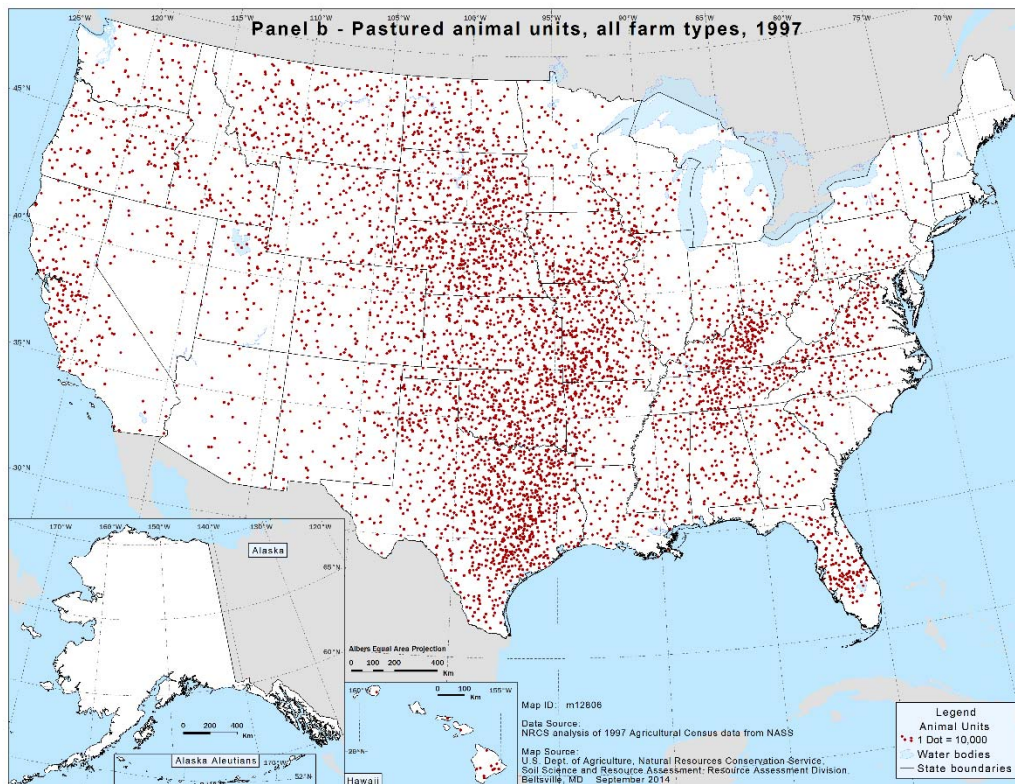 125°W 120°W 115°W 110°W 105°W 100°W 95°W 90°W 85°W 80°W 75°W 70°W
Panel b - Pastured animal units, all farm types, 1997
45°N
40°N
35°N
30°N
170°W 160°W 150°W 140°W 130°W 120°W
Alaska
65°N
60°N
Albers Equal Area Projection
0 100 200 400
Km
0 200 400
Km
Alaska Aleutians
170°W
52°N
160°W
0 100
Km
155°W
Hawaii
Map ID: m12606
Data Source:
NRCS analysis of 1997 Agricultural Census data from NASS
Map Source:
U.S. Dept. of Agriculture, Natural Resources Conservation Service,
Soil Science and Resource Assessment, Resource Assessment Division
Beltsville, MD September 2014
Legend
Animal Units
1 Dot = 10,000
Water bodies
State boundaries